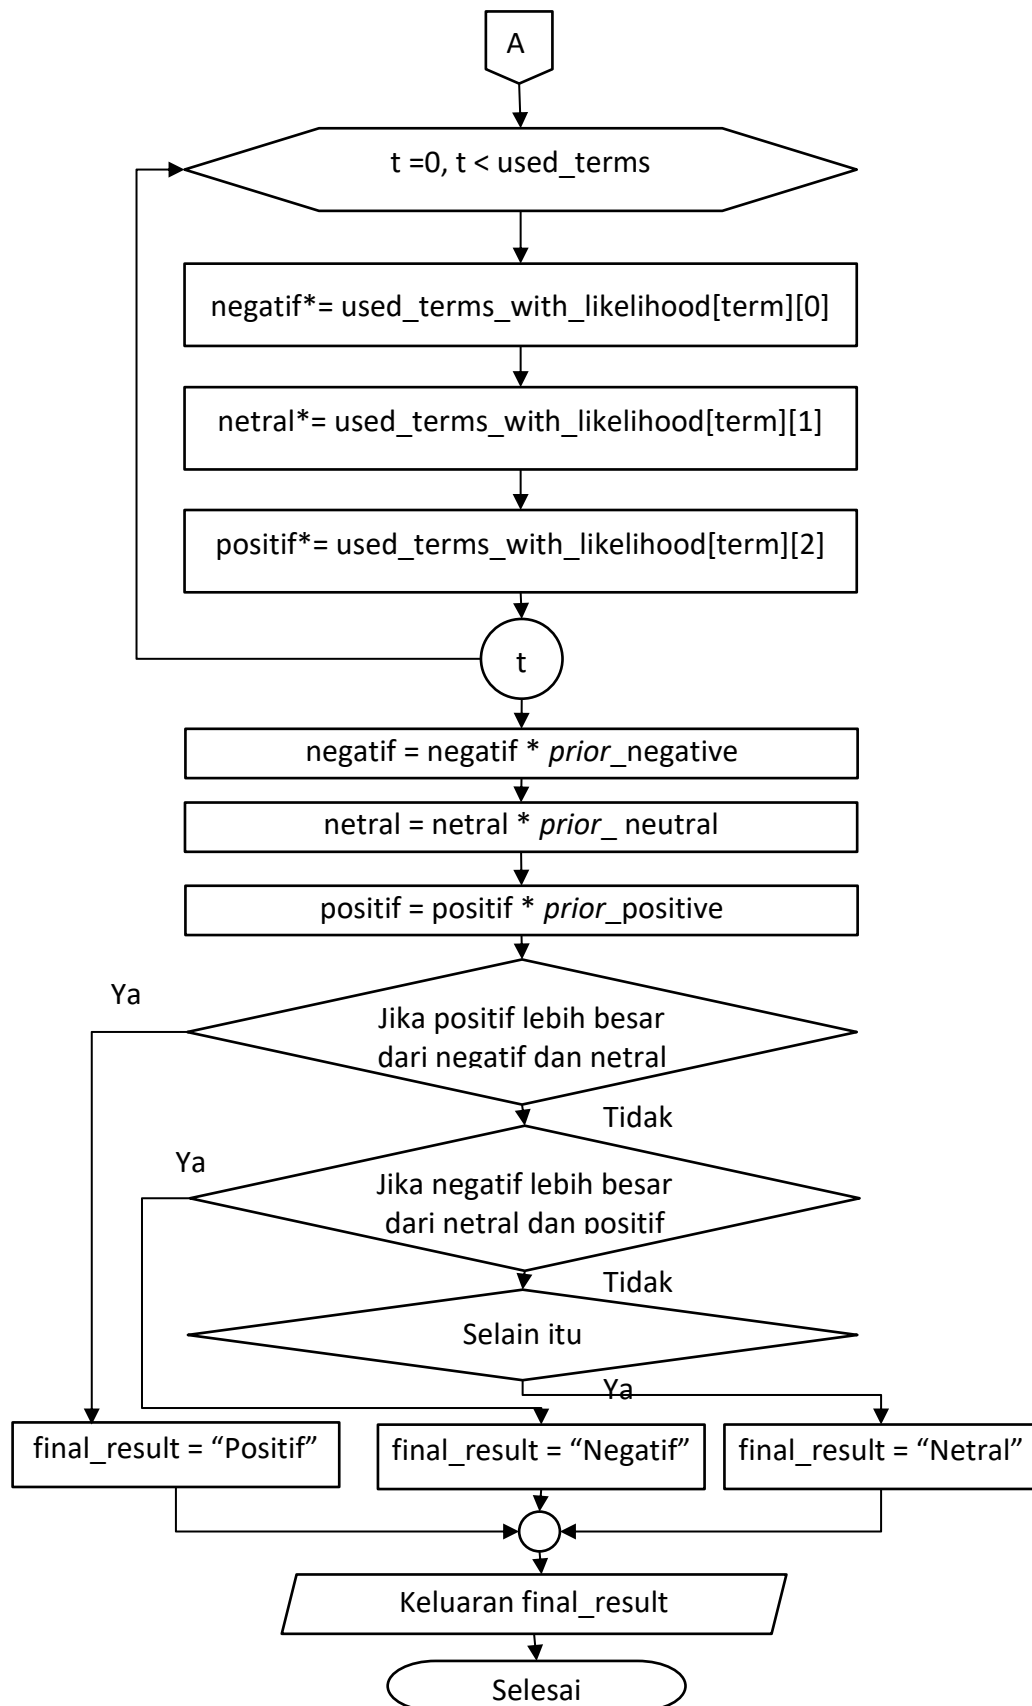 A
t =0, t < used_terms
negatif*= used_terms_with_likelihood[term][0]
netral*= used_terms_with_likelihood[term][1]
positif*= used_terms_with_likelihood[term][2]
t
negatif = negatif * prior_negative
netral = netral * prior_ neutral
positif = positif * prior_positive
Ya
Jika positif lebih besar
dari negatif dan netral
Tidak
Ya
Jika negatif lebih besar
dari netral dan positif
Tidak
Selain itu
Ya
final_result = “Positif”
final_result = “Negatif”
final_result = “Netral”
Keluaran final_result
Selesai